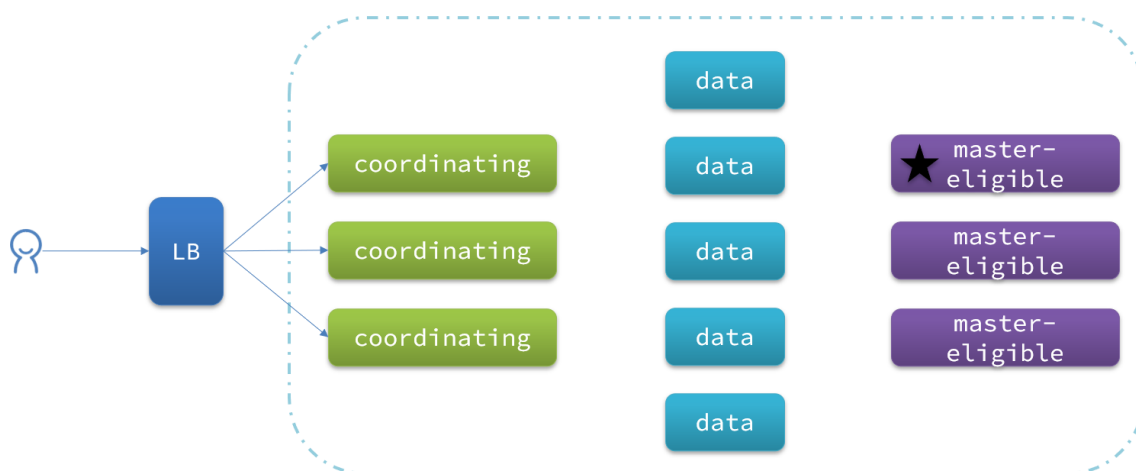 LB
coordinating
coordinating
coordinating
data
data
data
data
data
master-
eligible
master-
eligible
master-
eligible